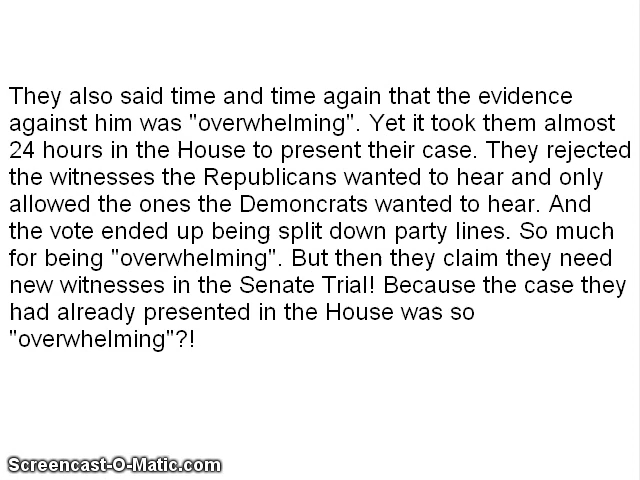 They also said time and time again that the evidence
against him was "overwhelming". Yet it took them almost
24 hours in the House to present their case. They rejected
the witnesses the Republicans wanted to hear and only
allowed the ones the Demoncrats wanted to hear. And
the vote ended up being split down party lines. So much
for being "overwhelming". But then they claim they need
new witnesses in the Senate Trial! Because the case they
had already presented in the House was so
"overwhelming"?!
Screencast-O-Matic.com